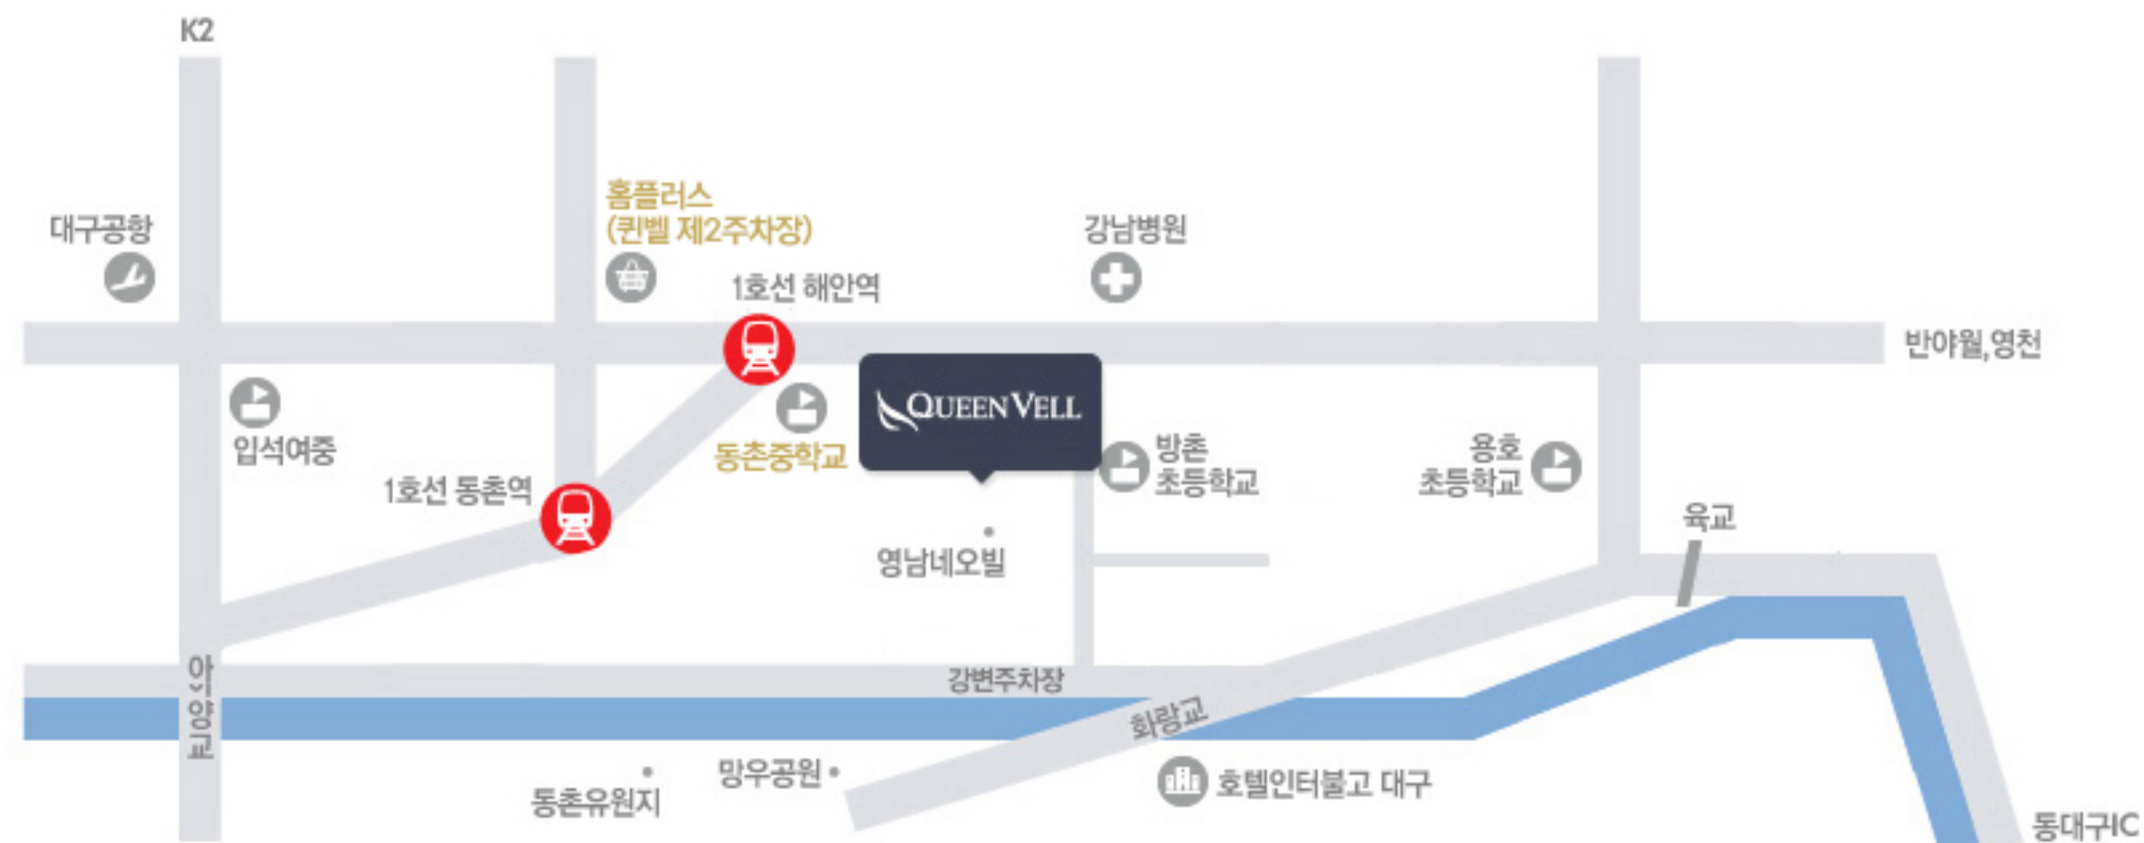 K2
홈플러스
(퀸벨 제2주차장)
대구공항
강남병원
1호선 해안역
반야월,영천
QUEENVELL
입석여중
동촌중학교
방촌
초등학교
용호
초등학교
1호선 동촌역
육교
영남네오빌
아양교
강변주차장
화랑교
망우공원
동촌유원지
호텔인터불고 대구
동대구IC